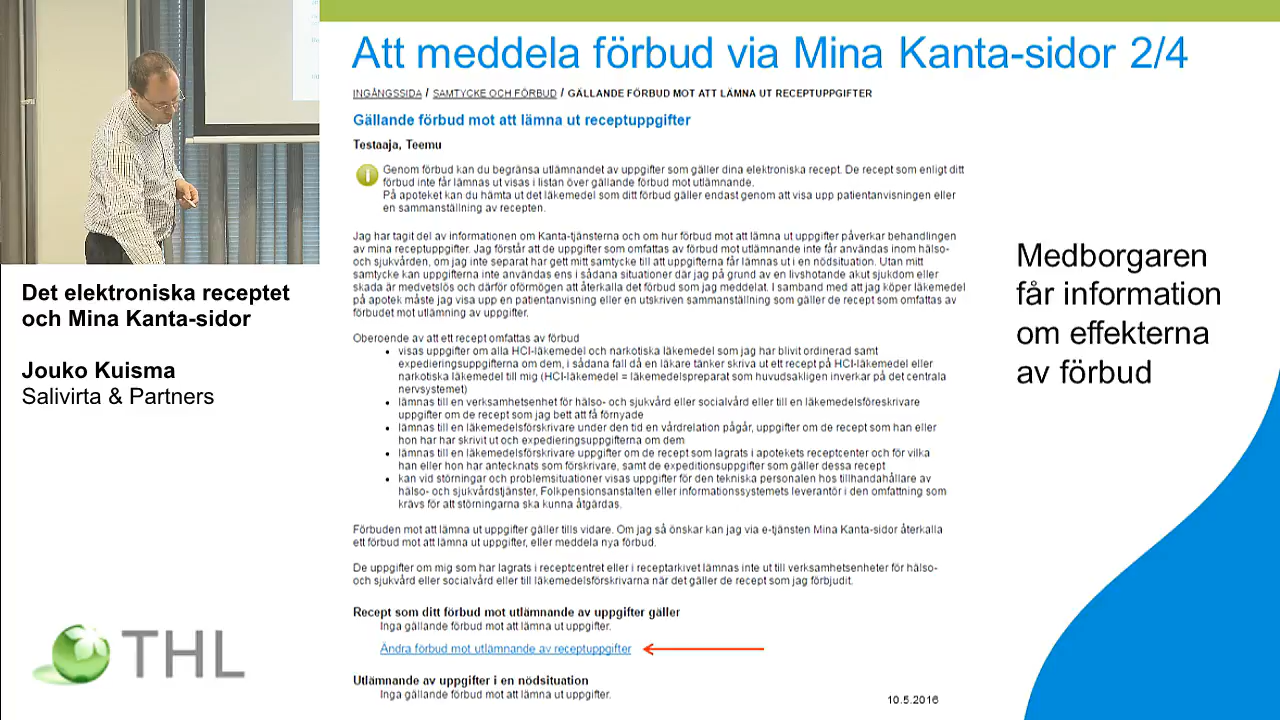 Att meddela förbud via Mina Kanta-sidor 2/4
INGÅNGSSIDA / SAMTYCKE OCH FÖRBUD / GÄLLANDE FÖRBUD MOT ATT LÄMNA UT RECEPTUPPGIFTER
Gällande förbud mot att lämna ut receptuppgifter
Testaaja, Teemu
Genom förbud kan du begränsa utlämnandet av uppgifter som gäller dina elektroniska recept. De recept som enligt ditt
förbud inte får lämnas ut visas i listan över gällande förbud mot utlämnande.
På apoteket kan du hämta ut det läkemedel som ditt förbud gäller endast genom att visa upp patientanvisningen eller
en sammanställning av recepten.
Jag har tagit del av informationen om Kanta-tjänsterna och om hur förbud mot att lämna ut uppgifter påverkar behandlingen
av mina receptuppgifter. Jag förstår att de uppgifter som omfattas av förbud mot utlämnande inte får användas inom hälso-
och sjukvården, om jag inte separat har gett mitt samtycke till att uppgifterna får lämnas ut i en nödsituation. Utan mitt
samtycke kan uppgifterna inte användas ens i sådana situationer där jag på grund av en livshotande akut sjukdom eller
skada är medvetslös och därför oförmögen att återkalla det förbud som jag meddelat. I samband med att jag köper läkemedel
på apotek måste jag visa upp en patientanvisning eller en utskriven sammanställning som gäller de recept som omfattas av
förbudet mot utlämning av uppgifter.
Oberoende av att ett recept omfattas av förbud
• visas uppgifter om alla HCI-läkemedel och narkotiska läkemedel som jag har blivit ordinerad samt
expedieringsuppgifterna om dem, i sådana fall då en läkare tänker skriva ut ett recept på HCI-läkemedel eller
narkotiska läkemedel till mig (HCI-läkemedel = läkemedelspreparat som huvudsakligen inverkar på det centrala
nervsystemet)
• lämnas till en verksamhetsenhet för hälso- och sjukvård eller socialvård eller till en läkemedelsföreskrivare
uppgifter om de recept som jag bett att få förnyade
• lämnas till en läkemedelsförskrivare under den tid en vårdrelation pågår, uppgifter om de recept som han eller
hon har har skrivit ut och expedieringsuppgifterna om dem
• lämnas till en läkemedelsförskrivare uppgifter om de recept som lagrats i apotekets receptcenter och för vilka
han eller hon har antecknats som förskrivare, samt de expeditionsuppgifter som gäller dessa recept
• kan vid störningar och problemsituationer visas uppgifter för den tekniska personalen hos tillhandahållare av
hälso- och sjukvårdstjänster, Folkpensionsanstalten eller informationssystemets leverantör i den omfattning som
krävs för att störningarna ska kunna åtgärdas.
Förbuden mot att lämna ut uppgifter gäller tills vidare. Om jag så önskar kan jag via e-tjänsten Mina Kanta-sidor återkalla
ett förbud mot att lämna ut uppgifter, eller meddela nya förbud.
De uppgifter om mig som har lagrats i receptcentret eller i receptarkivet lämnas inte ut till verksamhetsenheter för hälso-
och sjukvård eller socialvård eller till läkemedelsförskrivarna när det gäller de recept som jag förbjudit.
Recept som ditt förbud mot utlämnande av uppgifter gäller
Inga gällande förbud mot att lämna ut uppgifter.
Ändra förbud mot utlämnande av receptuppgifter
Utlämnande av uppgifter i en nödsituation
Inga gällande förbud mot att lämna ut uppgifter.
10.5.2016
Medborgaren
får information
om effekterna
av förbud
Det elektroniska receptet
och Mina Kanta-sidor
Jouko Kuisma
Salivirta & Partners
THL